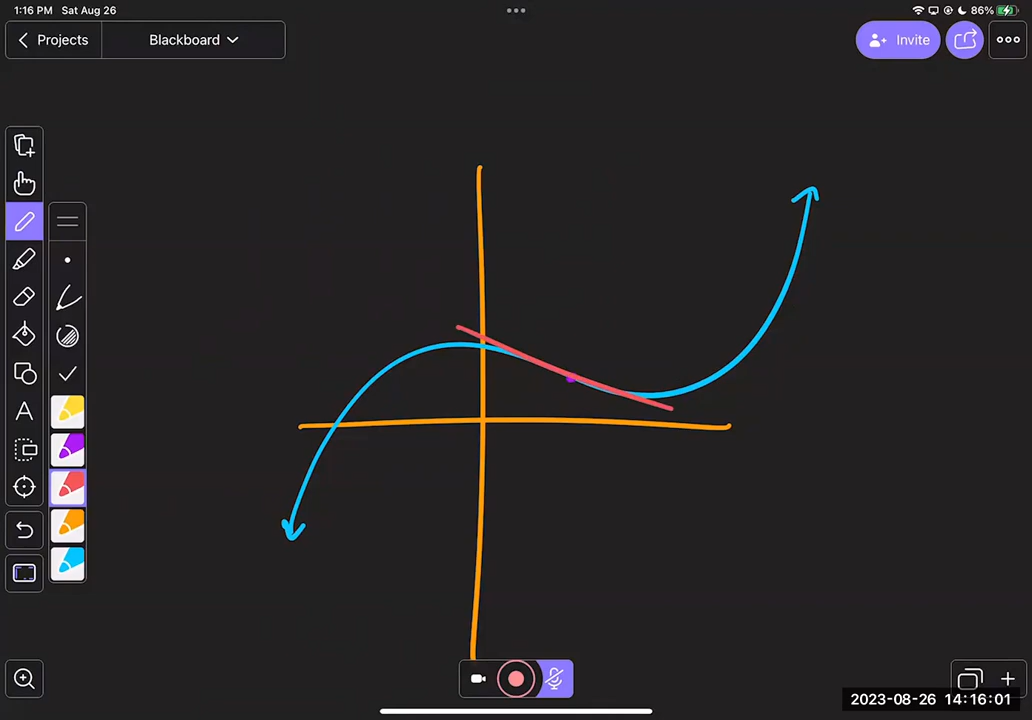 1:16 PM Sat Aug 26
86%
Projects
Blackboard
Invite
A
2023-08-26 14:16:01